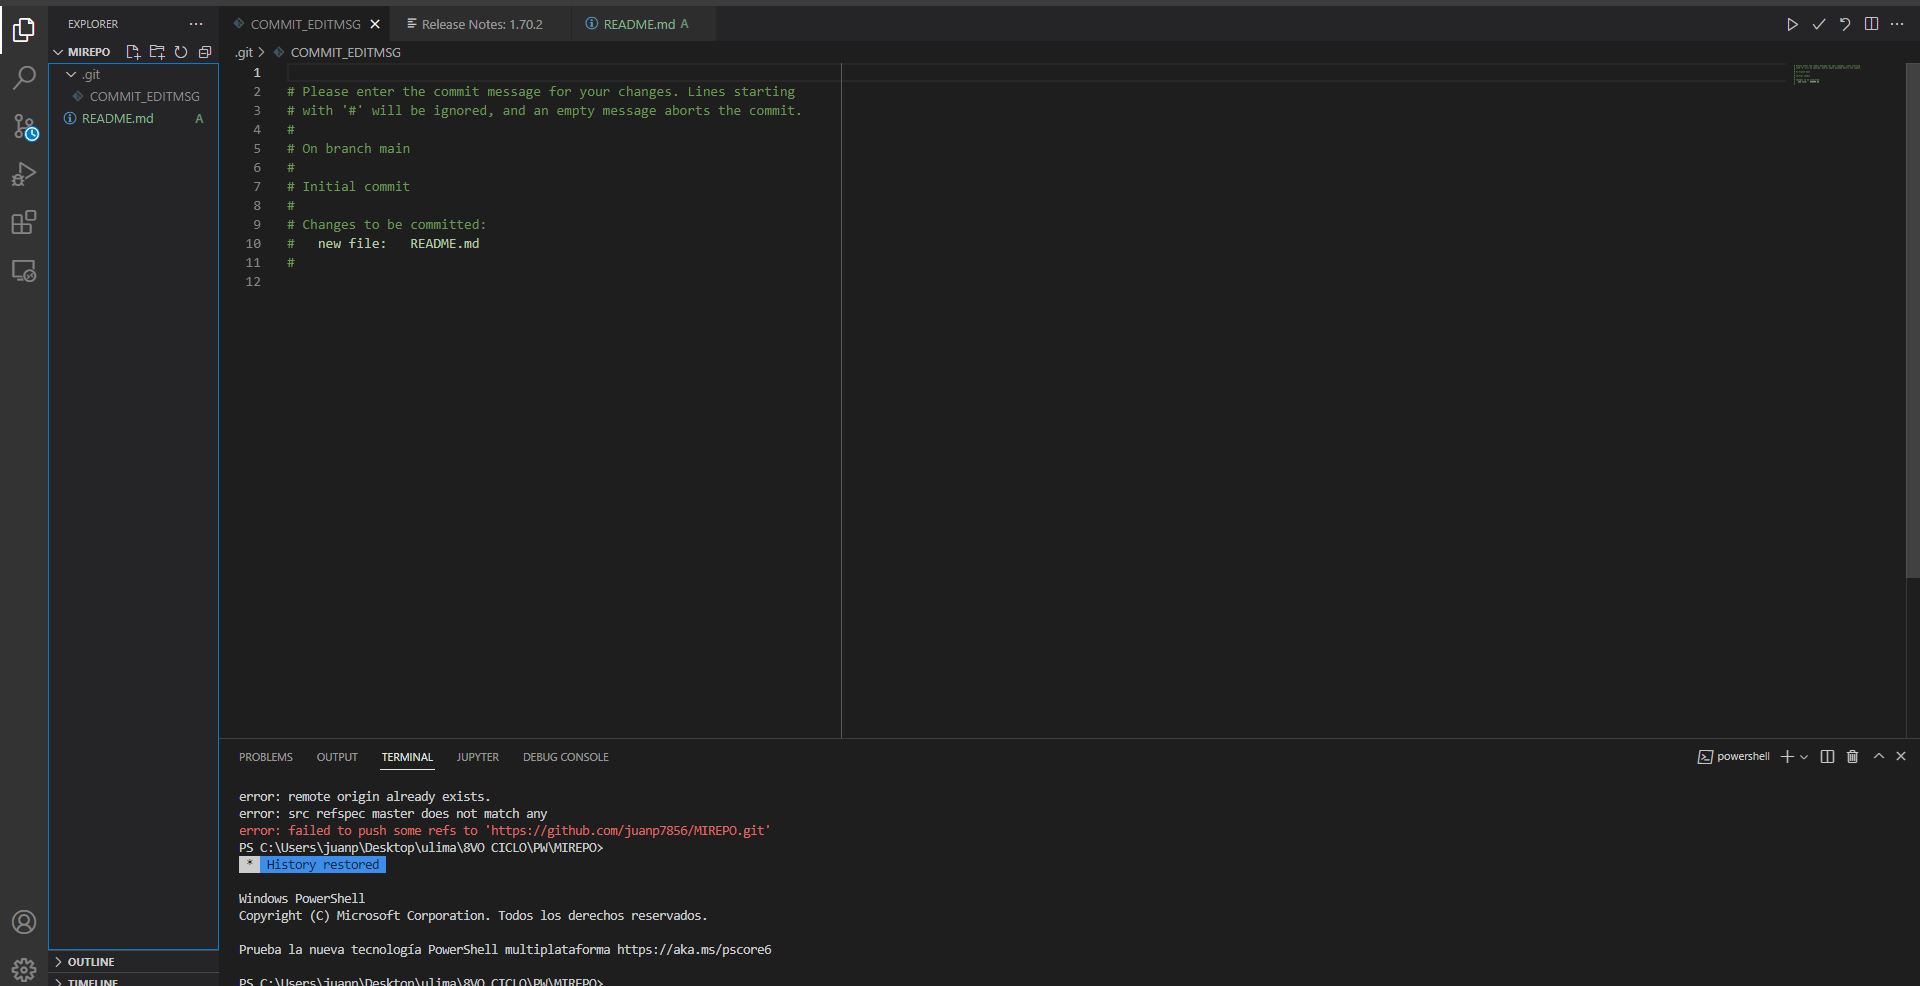 EXPLORER
MIREPO
.git
COMMIT_EDITMSG
README.md A
OUTLINE
TIMELINE
COMMIT_EDITMSG
Release Notes: 1.70.2
README.md A
.git > COMMIT_EDITMSG
1
2 # Please enter the commit message for your changes. Lines starting
3 # with '#' will be ignored, and an empty message aborts the commit.
4 #
5 # On branch main
6 #
7 # Initial commit
8 #
9 # Changes to be committed:
10 # new file: README.md
11 #
12
PROBLEMS OUTPUT TERMINAL JUPYTER DEBUG CONSOLE
powershell
error: remote origin already exists.
error: src refspec master does not match any
error: failed to push some refs to 'https://github.com/juanp7856/MIREPO.git'
PS C:\Users\juanp\Desktop\ulima\8VO CICLO\PW\MIREPO>
* History restored
Windows PowerShell
Copyright (C) Microsoft Corporation. Todos los derechos reservados.
Prueba la nueva tecnología PowerShell multiplataforma https://aka.ms/pscore6
PS C:\Users\juanp\Desktop\ulima\8VO CICLO\PW\MIREPO>